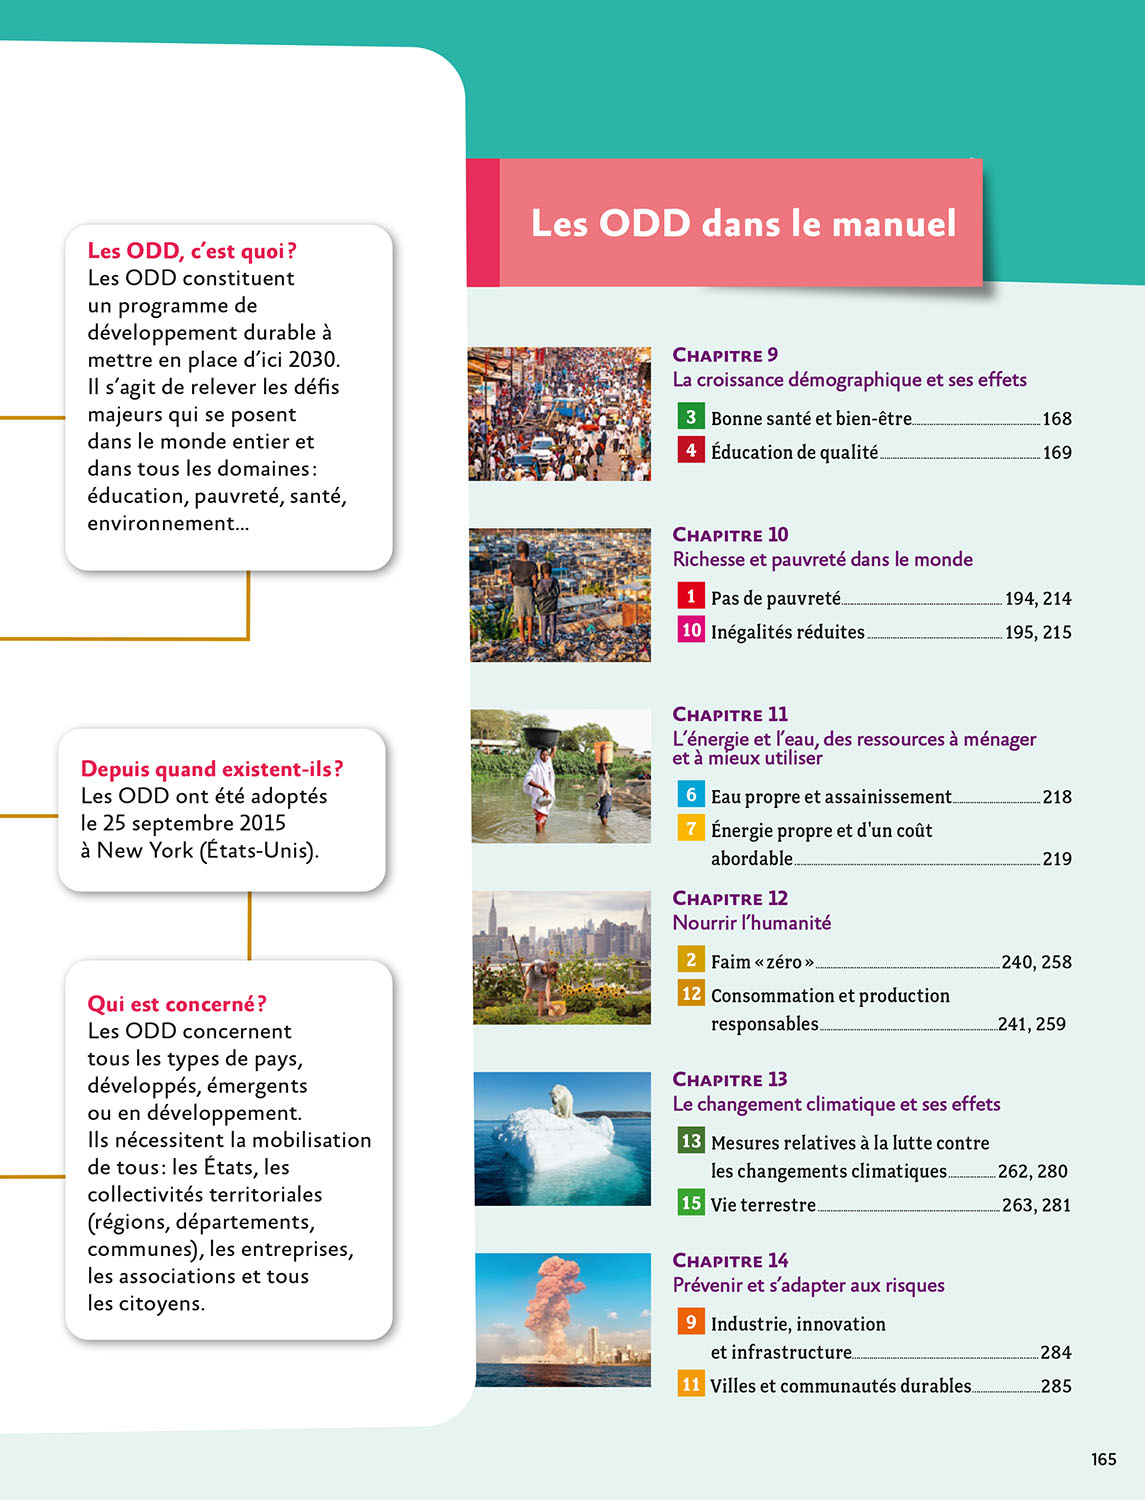 Les ODD, c'est quoi ?
Les ODD constituent
un programme de
développement durable à
mettre en place d'ici 2030.
Il s'agit de relever les défis
majeurs qui se posent
dans le monde entier et
dans tous les domaines :
éducation, pauvreté, santé,
environnement...
Depuis quand existent-ils ?
Les ODD ont été adoptés
le 25 septembre 2015
à New York (États-Unis).
Qui est concerné ?
Les ODD concernent
tous les types de pays,
développés, émergents
ou en développement.
Ils nécessitent la mobilisation
de tous : les États, les
collectivités territoriales
(régions, départements,
communes), les entreprises,
les associations et tous
les citoyens.
Les ODD dans le manuel
CHAPITRE 9
La croissance démographique et ses effets
3 Bonne santé et bien-être 168
4 Éducation de qualité 169
CHAPITRE 10
Richesse et pauvreté dans le monde
1 Pas de pauvreté 194, 214
10 Inégalités réduites 195, 215
CHAPITRE 11
L'énergie et l'eau, des ressources à ménager
et à mieux utiliser
6 Eau propre et assainissement 218
7 Énergie propre et d'un coût
abordable 219
CHAPITRE 12
Nourrir l'humanité
2 Faim « zéro » 240, 258
12 Consommation et production
responsables 241, 259
CHAPITRE 13
Le changement climatique et ses effets
13 Mesures relatives à la lutte contre
les changements climatiques 262, 280
15 Vie terrestre 263, 281
CHAPITRE 14
Prévenir et s'adapter aux risques
9 Industrie, innovation
et infrastructure 284
11 Villes et communautés durables 285
165